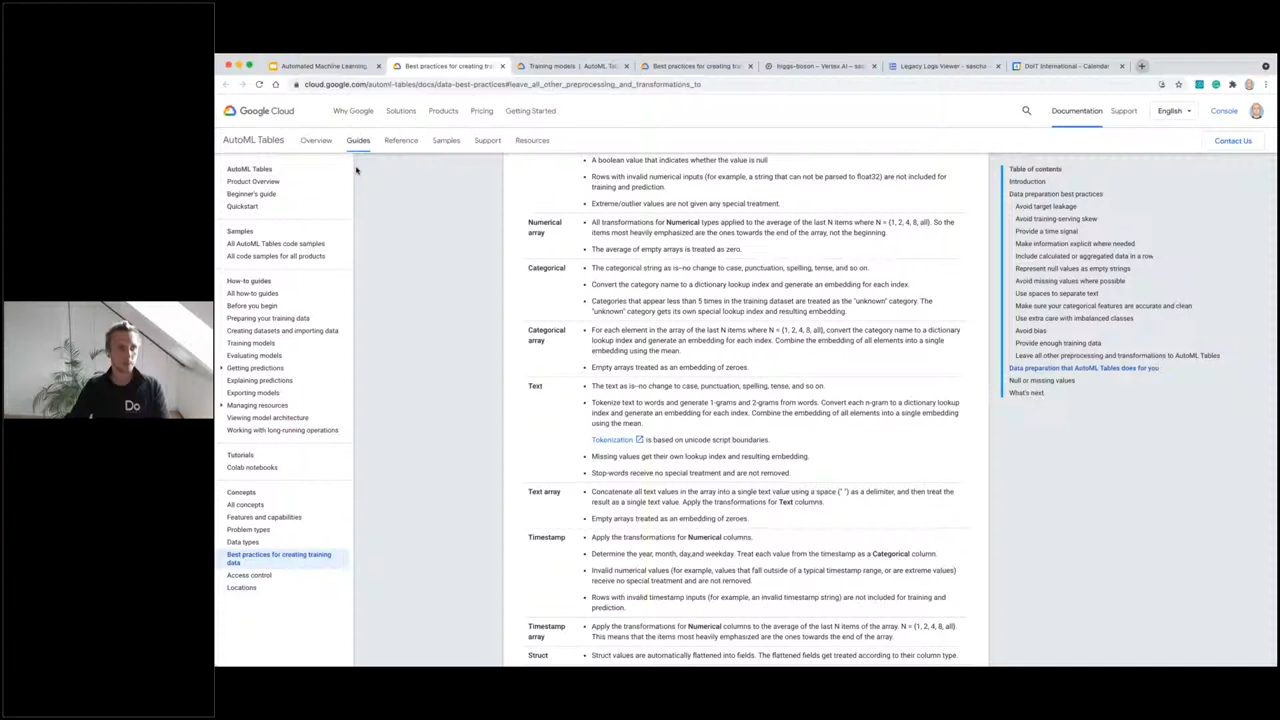 Automated Machine Learning
Best practices for creating trai
Training models | AutoML Ta
Best practices for creating tra
higgs-boson – Vertex AI – sas
Legacy Logs Viewer - sascha
DoiT International - Calendar
cloud.google.com/automl-tables/docs/data-best-practices#leave_all_other_preprocessing_and_transformations_to
Google Cloud
Why Google
Solutions
Products
Pricing
Getting Started
Documentation
Support
English
Console
AutoML Tables
Overview
Guides
Reference
Samples
Support
Resources
Contact Us
AutoML Tables
Product Overview
Beginner's guide
Quickstart
Samples
All AutoML Tables code samples
All code samples for all products
How-to guides
All how-to guides
Before you begin
Preparing your training data
Creating datasets and importing data
Training models
Evaluating models
Getting predictions
Explaining predictions
Exporting models
Managing resources
Viewing model architecture
Working with long-running operations
Tutorials
Colab notebooks
Concepts
All concepts
Features and capabilities
Problem types
Data types
Best practices for creating training
data
Access control
Locations
A boolean value that indicates whether the value is null
Rows with invalid numerical inputs (for example, a string that can not be parsed to float32) are not included for
training and prediction.
Extreme/outlier values are not given any special treatment.
Numerical
array
All transformations for Numerical types applied to the average of the last N items where N = {1, 2, 4, 8, all}. So the
items most heavily emphasized are the ones towards the end of the array, not the beginning.
The average of empty arrays is treated as zero.
Categorical
The categorical string as is–no change to case, punctuation, spelling, tense, and so on.
Convert the category name to a dictionary lookup index and generate an embedding for each index.
Categories that appear less than 5 times in the training dataset are treated as the "unknown" category. The
"unknown" category gets its own special lookup index and resulting embedding.
Categorical
array
For each element in the array of the last N items where N = {1, 2, 4, 8, all}, convert the category name to a dictionary
lookup index and generate an embedding for each index. Combine the embedding of all elements into a single
embedding using the mean.
Empty arrays treated as an embedding of zeroes.
Text
The text as is–no change to case, punctuation, spelling, tense, and so on.
Tokenize text to words and generate 1-grams and 2-grams from words. Convert each n-gram to a dictionary lookup
index and generate an embedding for each index. Combine the embedding of all elements into a single embedding
using the mean.
Tokenization is based on unicode script boundaries.
Missing values get their own lookup index and resulting embedding.
Stop-words receive no special treatment and are not removed.
Text array
Concatenate all text values in the array into a single text value using a space (" ") as a delimiter, and then treat the
result as a single text value. Apply the transformations for Text columns.
Empty arrays treated as an embedding of zeroes.
Timestamp
Apply the transformations for Numerical columns.
Determine the year, month, day,and weekday. Treat each value from the timestamp as a Categorical column.
Invalid numerical values (for example, values that fall outside of a typical timestamp range, or are extreme values)
receive no special treatment and are not removed.
Rows with invalid timestamp inputs (for example, an invalid timestamp string) are not included for training and
prediction.
Timestamp
array
Apply the transformations for Numerical columns to the average of the last N items of the array. N = {1, 2, 4, 8, all}.
This means that the items most heavily emphasized are the ones towards the end of the array.
Struct
Struct values are automatically flattened into fields. The flattened fields get treated according to their column type.
Table of contents
Introduction
Data preparation best practices
Avoid target leakage
Avoid training-serving skew
Provide a time signal
Make information explicit where needed
Include calculated or aggregated data in a row
Represent null values as empty strings
Avoid missing values where possible
Use spaces to separate text
Make sure your categorical features are accurate and clean
Use extra care with imbalanced classes
Avoid bias
Provide enough training data
Leave all other preprocessing and transformations to AutoML Tables
Data preparation that AutoML Tables does for you
Null or missing values
What's next
Do